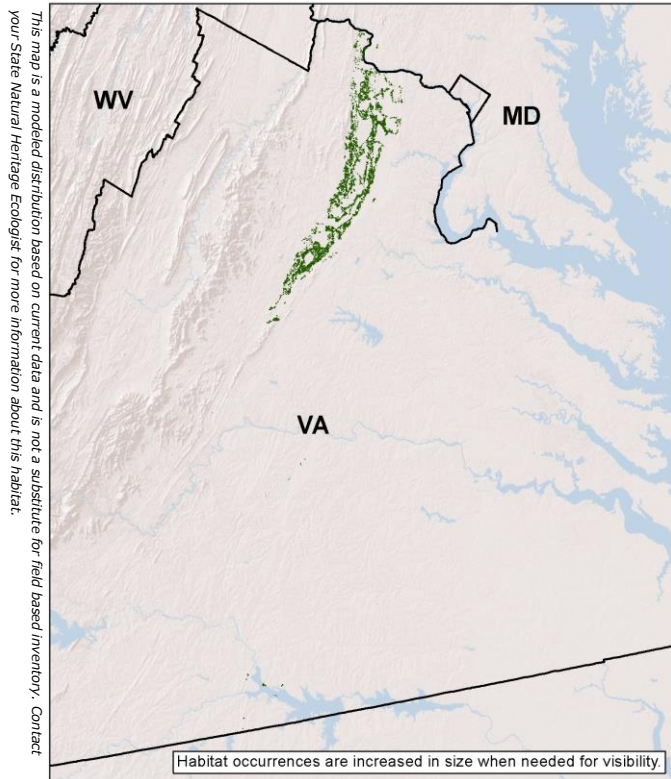 This map is a modeled distribution based on current data and is not a substitute for field based inventory. Contact
your State Natural Heritage Ecologist for more information about this habitat.
WV
MD
VA
Habitat occurrences are increased in size when needed for visibility.